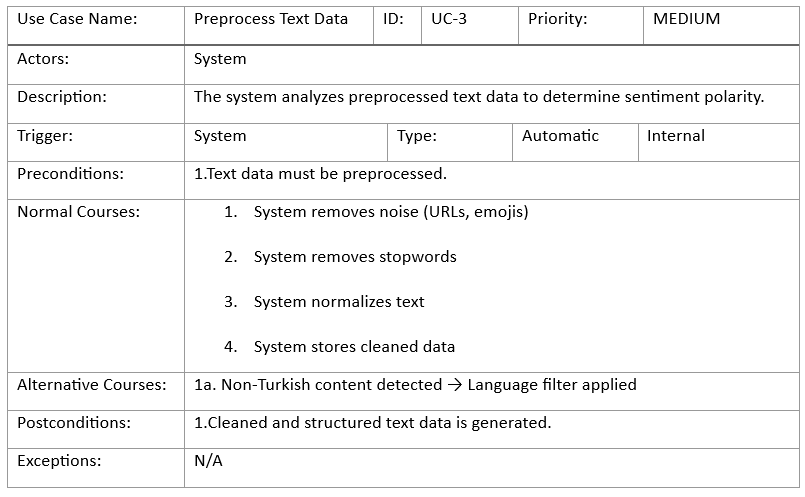 Use Case Name: Preprocess Text Data ID: UC-3 Priority: MEDIUM
Actors: System
Description: The system analyzes preprocessed text data to determine sentiment polarity.
Trigger: System Type: Automatic Internal
Preconditions: 1.Text data must be preprocessed.
Normal Courses: 1. System removes noise (URLs, emojis)
2. System removes stopwords
3. System normalizes text
4. System stores cleaned data
Alternative Courses: 1a. Non-Turkish content detected → Language filter applied
Postconditions: 1.Cleaned and structured text data is generated.
Exceptions: N/A